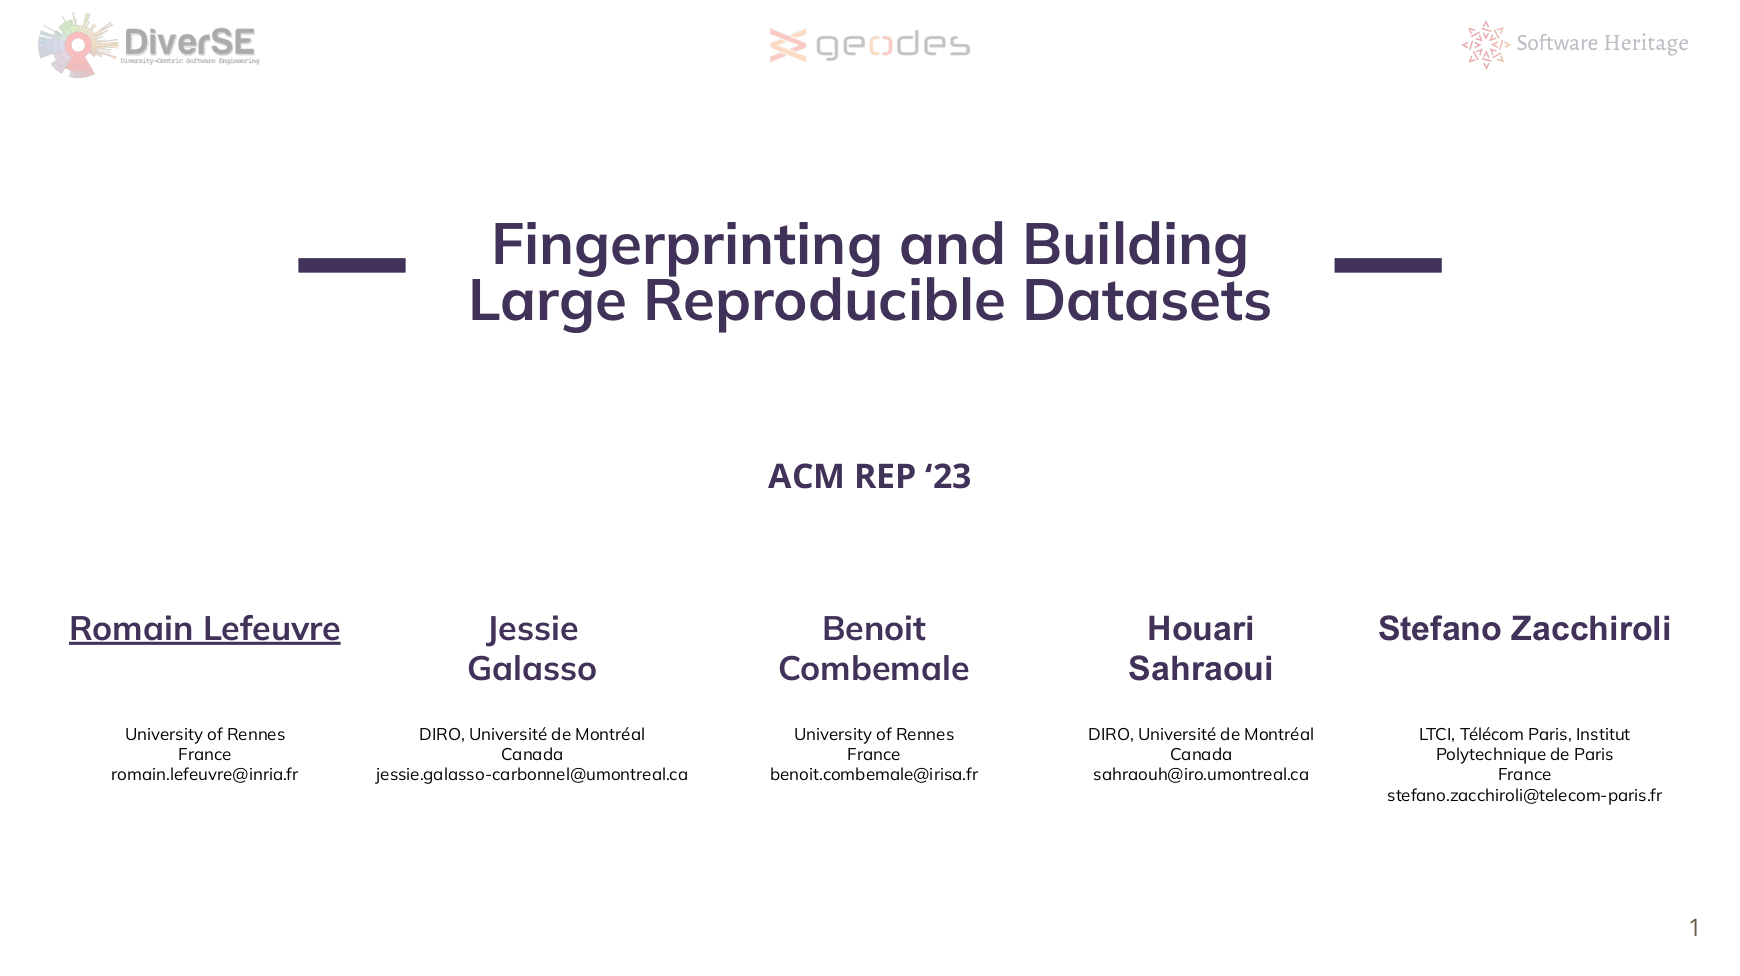 DiverSE
Diversity-Centric Software Engineering
geodes
Software Heritage
Fingerprinting and Building
Large Reproducible Datasets
ACM REP ‘23
Romain Lefeuvre
University of Rennes
France
romain.lefeuvre@inria.fr
Jessie
Galasso
DIRO, Université de Montréal
Canada
jessie.galasso-carbonnel@umontreal.ca
Benoit
Combemale
University of Rennes
France
benoit.combemale@irisa.fr
Houari
Sahraoui
DIRO, Université de Montréal
Canada
sahraouh@iro.umontreal.ca
Stefano Zacchiroli
LTCI, Télécom Paris, Institut
Polytechnique de Paris
France
stefano.zacchiroli@telecom-paris.fr
1